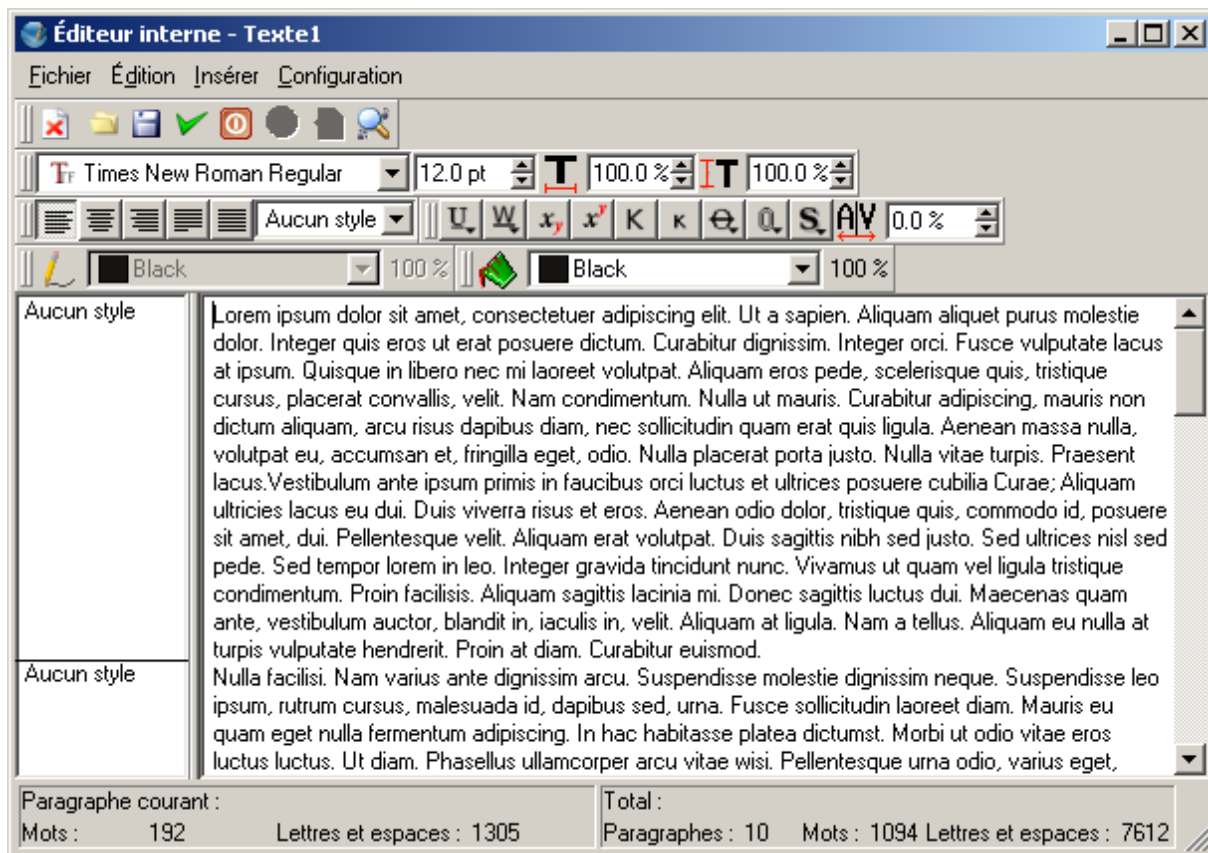 Éditeur interne - Texte1
Fichier Édition Insérer Configuration
Times New Roman Regular 12.0 pt 100.0 % 100.0 %
Aucun style U W xy x^y K K O O S A|V 0.0 %
Black 100 % Black 100 %
Aucun style
Lorem ipsum dolor sit amet, consectetuer adipiscing elit. Ut a sapien. Aliquam aliquet purus molestie
dolor. Integer quis eros ut erat posuere dictum. Curabitur dignissim. Integer orci. Fusce vulputate lacus
at ipsum. Quisque in libero nec mi laoreet volutpat. Aliquam eros pede, scelerisque quis, tristique
cursus, placerat convallis, velit. Nam condimentum. Nulla ut mauris. Curabitur adipiscing, mauris non
dictum aliquam, arcu risus dapibus diam, nec sollicitudin quam erat quis ligula. Aenean massa nulla,
volutpat eu, accumsan et, fringilla eget, odio. Nulla placerat porta justo. Nulla vitae turpis. Praesent
lacus.Vestibulum ante ipsum primis in faucibus orci luctus et ultrices posuere cubilia Curae; Aliquam
ultricies lacus eu dui. Duis viverra risus et eros. Aenean odio dolor, tristique quis, commodo id, posuere
sit amet, dui. Pellentesque velit. Aliquam erat volutpat. Duis sagittis nibh sed justo. Sed ultrices nisl sed
pede. Sed tempor lorem in leo. Integer gravida tincidunt nunc. Vivamus ut quam vel ligula tristique
condimentum. Proin facilisis. Aliquam sagittis lacinia mi. Donec sagittis luctus dui. Maecenas quam
ante, vestibulum auctor, blandit in, iaculis in, velit. Aliquam at ligula. Nam a tellus. Aliquam eu nulla at
turpis vulputate hendrerit. Proin at diam. Curabitur euismod.
Aucun style
Nulla facilisi. Nam varius ante dignissim arcu. Suspendisse molestie dignissim neque. Suspendisse leo
ipsum, rutrum cursus, malesuada id, dapibus sed, urna. Fusce sollicitudin laoreet diam. Mauris eu
quam eget nulla fermentum adipiscing. In hac habitasse platea dictumst. Morbi ut odio vitae eros
luctus luctus. Ut diam. Phasellus ullamcorper arcu vitae wisi. Pellentesque urna odio, varius eget,
Paragraphe courant : Total :
Mots : 192 Lettres et espaces : 1305 Paragraphes : 10 Mots : 1094 Lettres et espaces : 7612